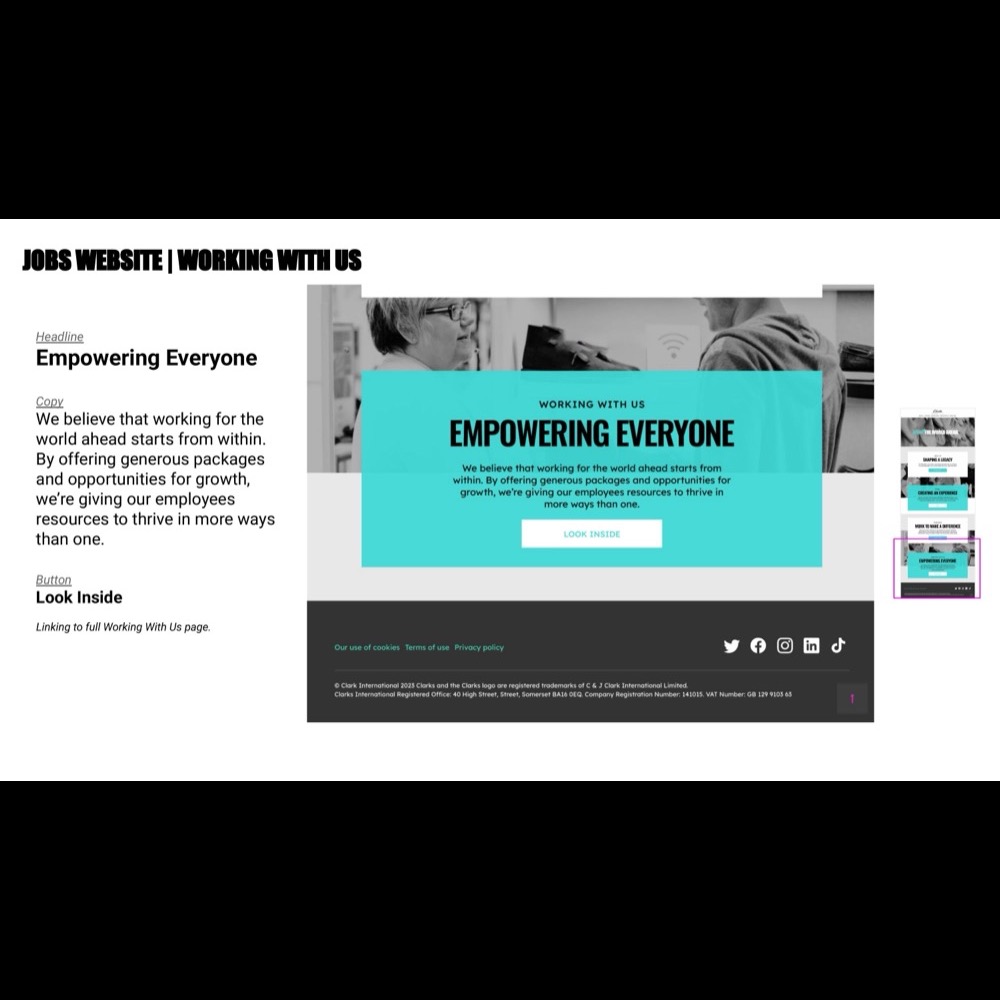 JOBS WEBSITE | WORKING WITH US
Headline
Empowering Everyone
Copy
We believe that working for the
world ahead starts from within.
By offering generous packages
and opportunities for growth,
we're giving our employees
resources to thrive in more ways
than one.
Button
Look Inside
Linking to full Working With Us page.
WORKING WITH US
EMPOWERING EVERYONE
We believe that working for the world ahead starts from
within. By offering generous packages and opportunities for
growth, we're giving our employees resources to thrive in
more ways than one.
LOOK INSIDE
Our use of cookies Terms of use Privacy policy
© Clark International 2023 Clarks and the Clarks logo are registered trademarks of C & J Clark International Limited.
Clarks International Registered Office: 40 High Street, Street, Somerset BA16 0EQ. Company Registration Number: 141015. VAT Number: GB 129 9103 63
SHAPING A LEGACY
CREATING AN EXPERIENCE
WORK TO MAKE A DIFFERENCE
EMPOWERING EVERYONE